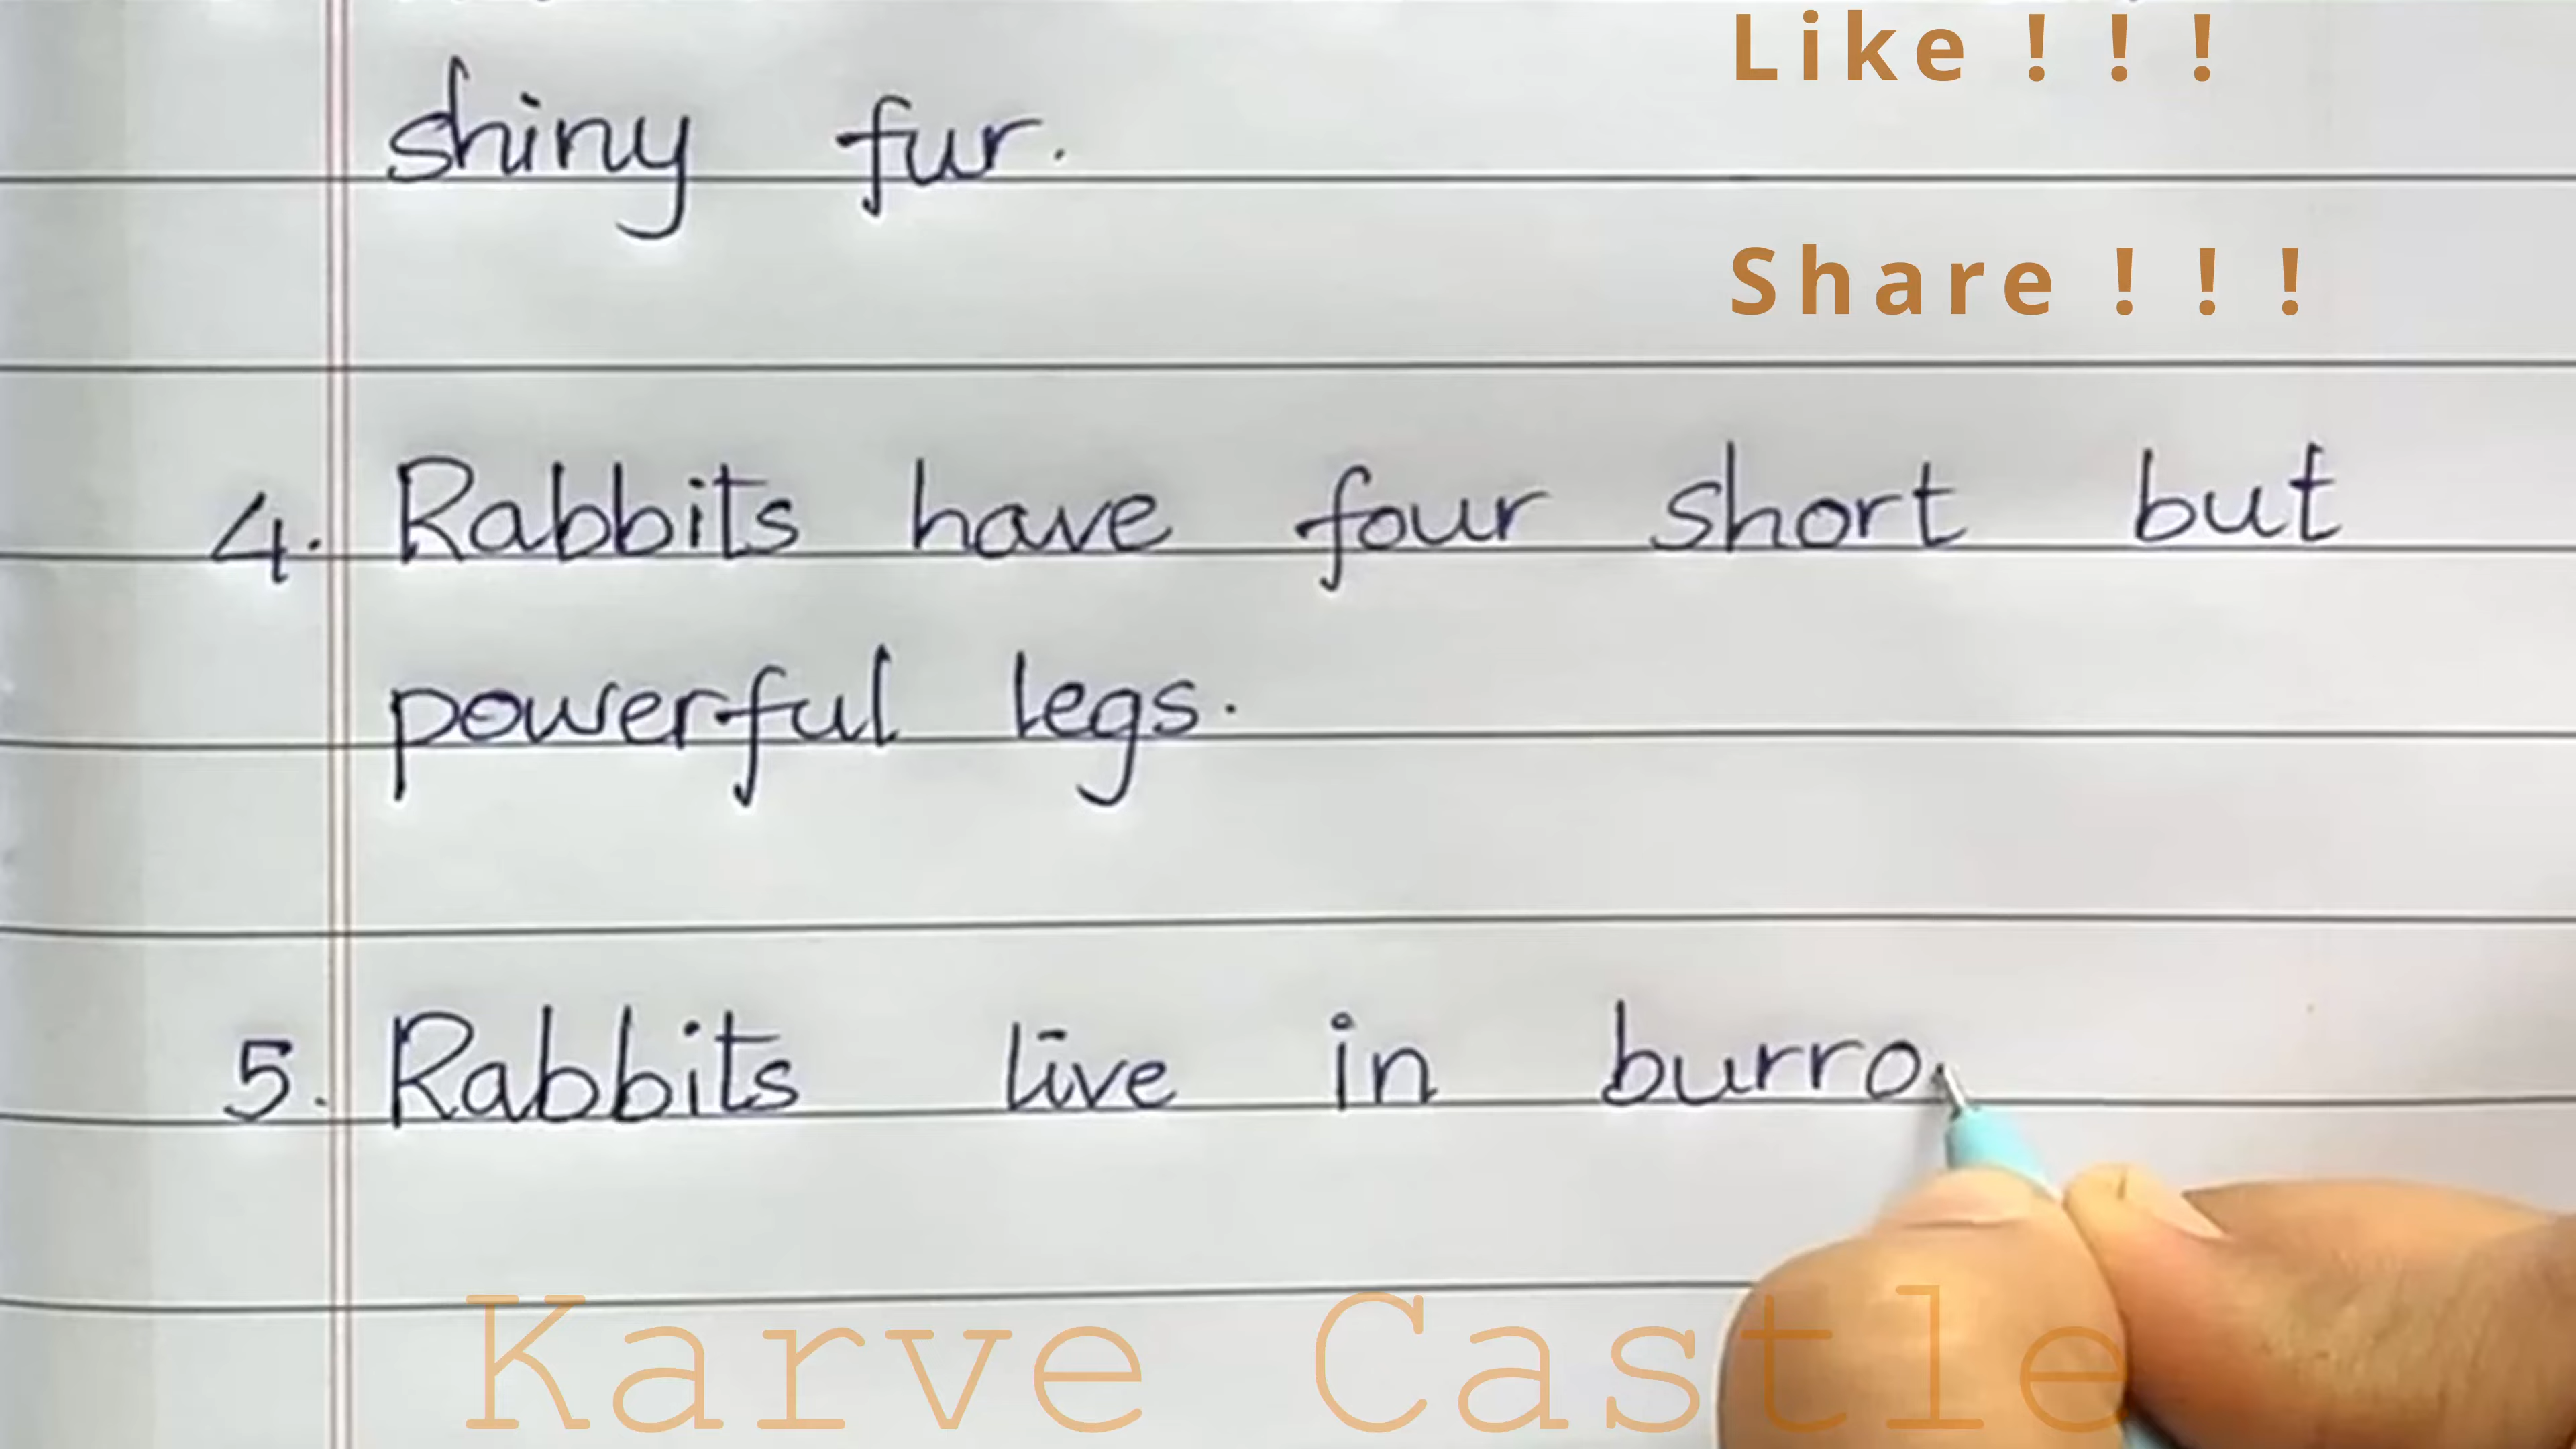 Like ! ! !
shiny fur.
Share ! ! !
4. Rabbits have four short but
powerful legs.
5. Rabbits live in burro
Karve Castle